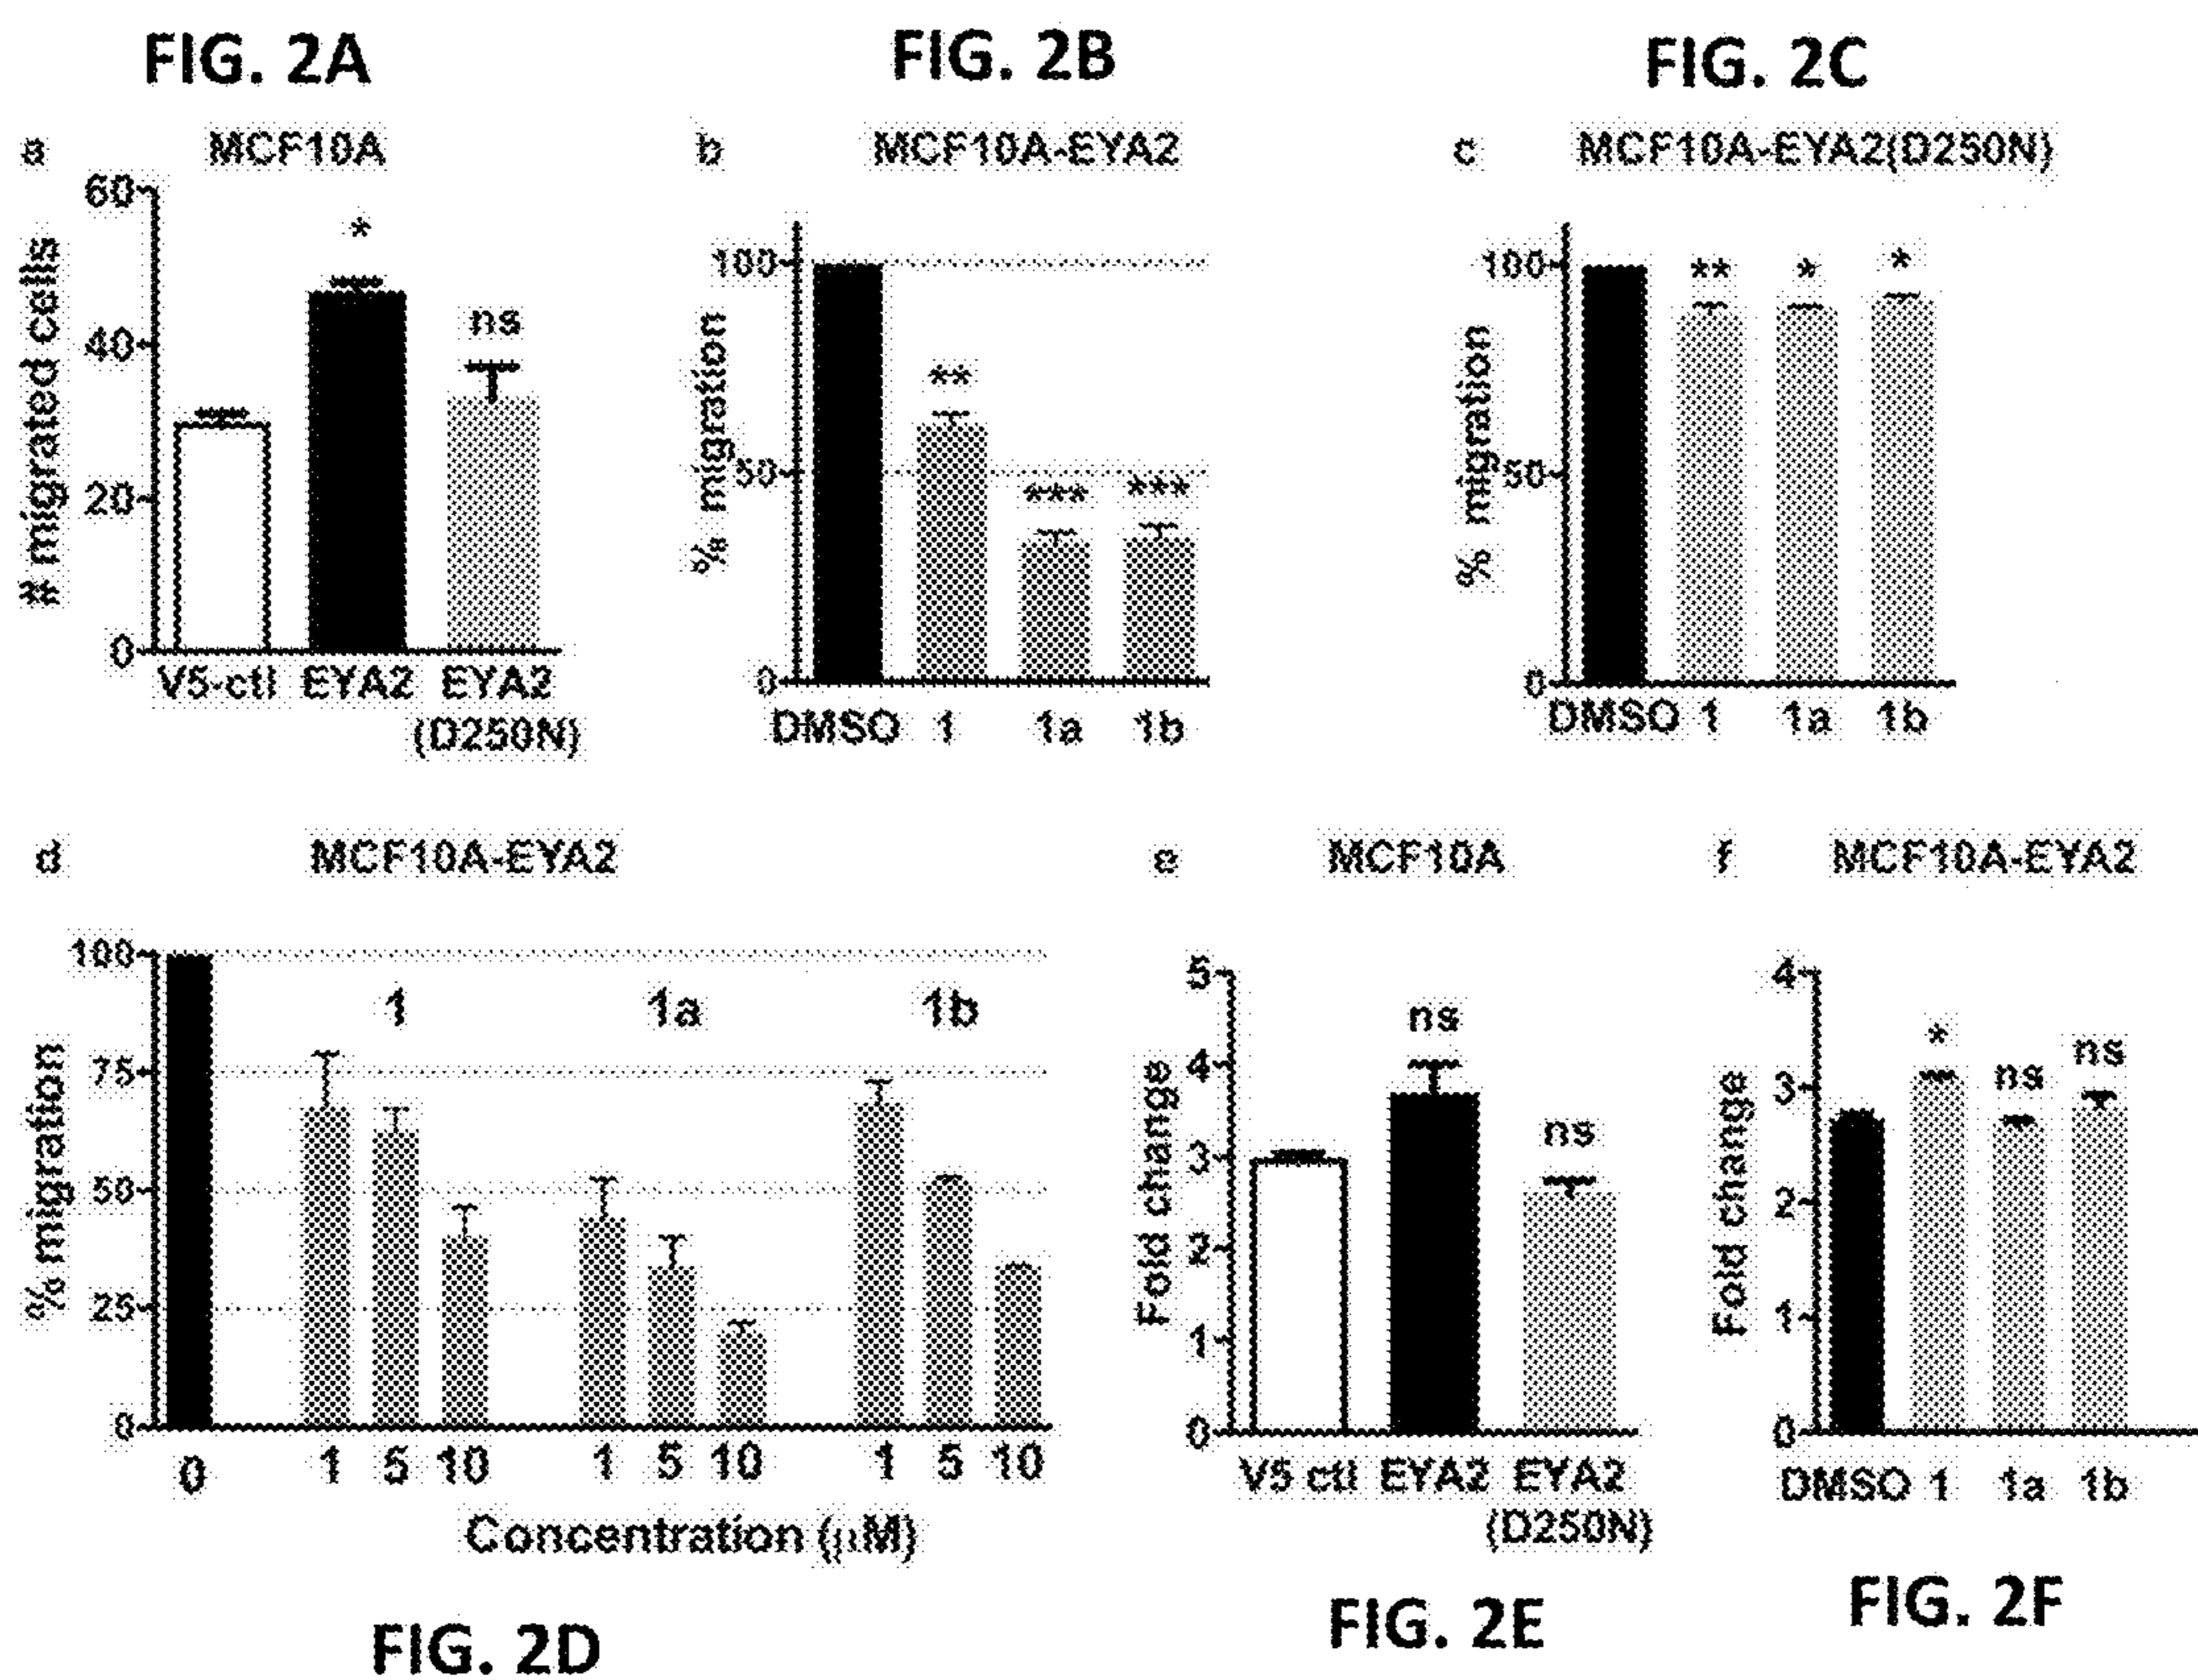 FIG. 2A
a MCF10A
60
40
20
0
# migrated cells
*
ns
V5-ctl EYA2 EYA2
(D250N)
FIG. 2B
b MCF10A-EYA2
100
50
0
% migration
**
*** ***
DMSO 1 1a 1b
FIG. 2C
c MCF10A-EYA2(D250N)
100
50
0
% migration
** * *
DMSO 1 1a 1b
d MCF10A-EYA2
100
75
50
25
0
% migration
1 1a 1b
0 1 5 10 1 5 10 1 5 10
Concentration (µM)
FIG. 2D
e MCF10A
5
4
3
2
1
0
Fold change
ns
ns
V5 ctl EYA2 EYA2
(D250N)
FIG. 2E
f MCF10A-EYA2
4
3
2
1
0
Fold change
* ns ns
DMSO 1 1a 1b
FIG. 2F